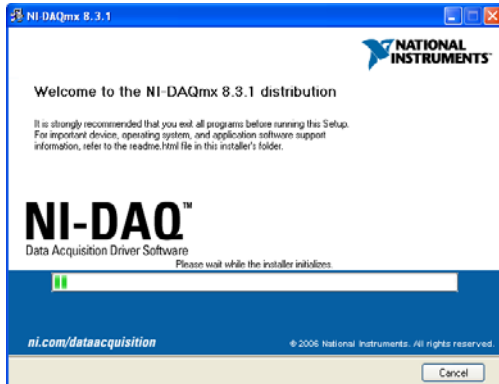 NI-DAQmx 8.3.1
NATIONAL
INSTRUMENTS™
Welcome to the NI-DAQmx 8.3.1 distribution
It is strongly recommended that you exit all programs before running this Setup.
For important device, operating system, and application software support
information, refer to the readme.html file in this installer's folder.
NI-DAQ™
Data Acquisition Driver Software
Please wait while the installer initializes.
ni.com/dataacquisition
© 2006 National Instruments. All rights reserved.
Cancel